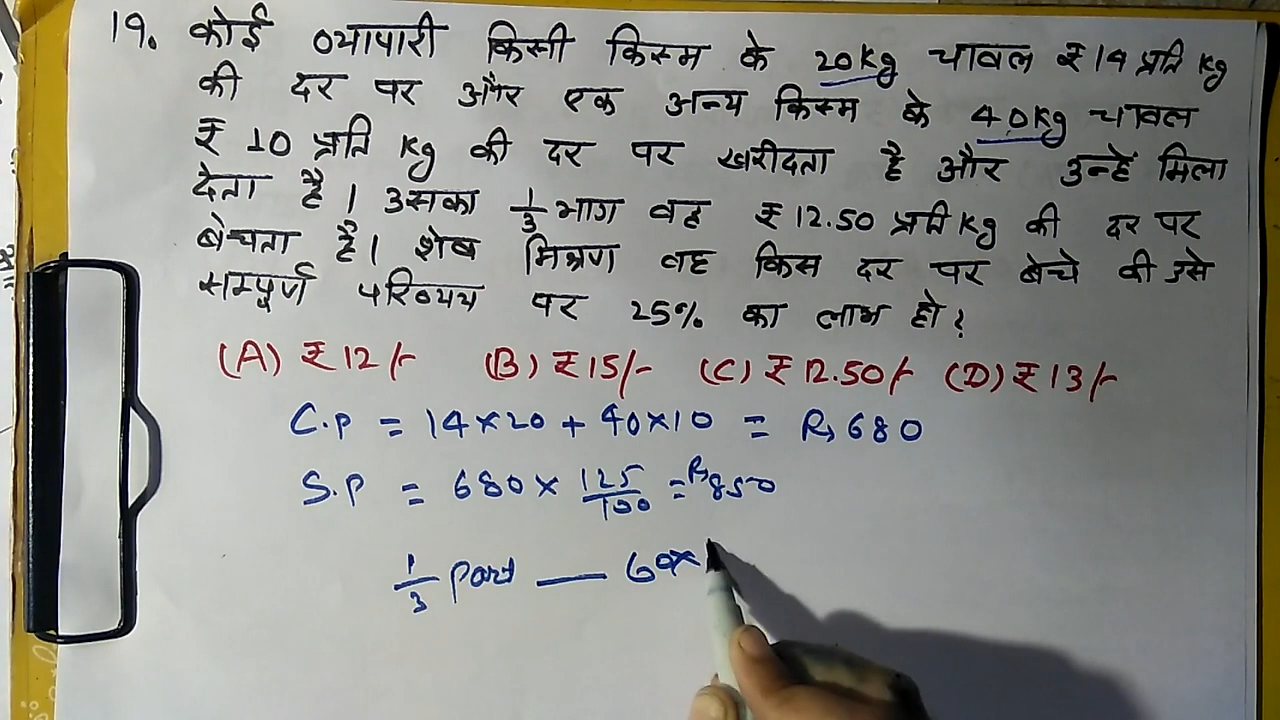 19. कोई व्यापारी किसी किस्म के 20kg चावल ₹14 प्रति kg
की दर पर और एक अन्य किस्म के 40kg चावल
₹ 10 प्रति kg की दर पर खरीदता है और उन्हें मिला
देता है। उसका 1/3 भाग वह ₹12.50 प्रति kg की दर पर
बेचता है। शेष मिश्रण वह किस दर पर बेचे की उसे
सम्पूर्ण परिव्यय पर 25% का लाभ हो?
(A) ₹12/- (B) ₹15/- (C) ₹12.50/- (D) ₹13/-
C.P = 14×20 + 40×10 = Rs 680
S.P = 680 × 125/100 = Rs 850
1/3 Part — 60×